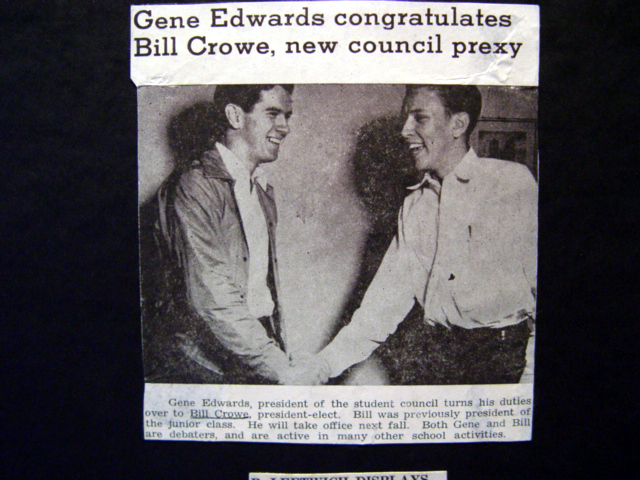 Gene Edwards congratulates
Bill Crowe, new council prexy
Gene Edwards, president of the student council turns his duties
over to Bill Crowe, president-elect. Bill was previously president of
the junior class. He will take office next fall. Both Gene and Bill
are debaters, and are active in many other school activities.
LEFTWICH DISPLAYS